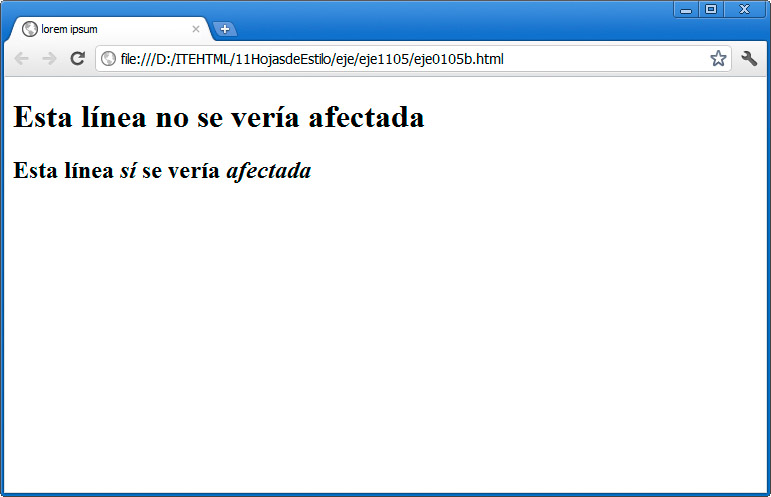 lorem ipsum
file:///D:/ITEHTML/11HojasdeEstilo/eje/eje1105/eje0105b.html
Esta línea no se vería afectada
Esta línea sí se vería afectada